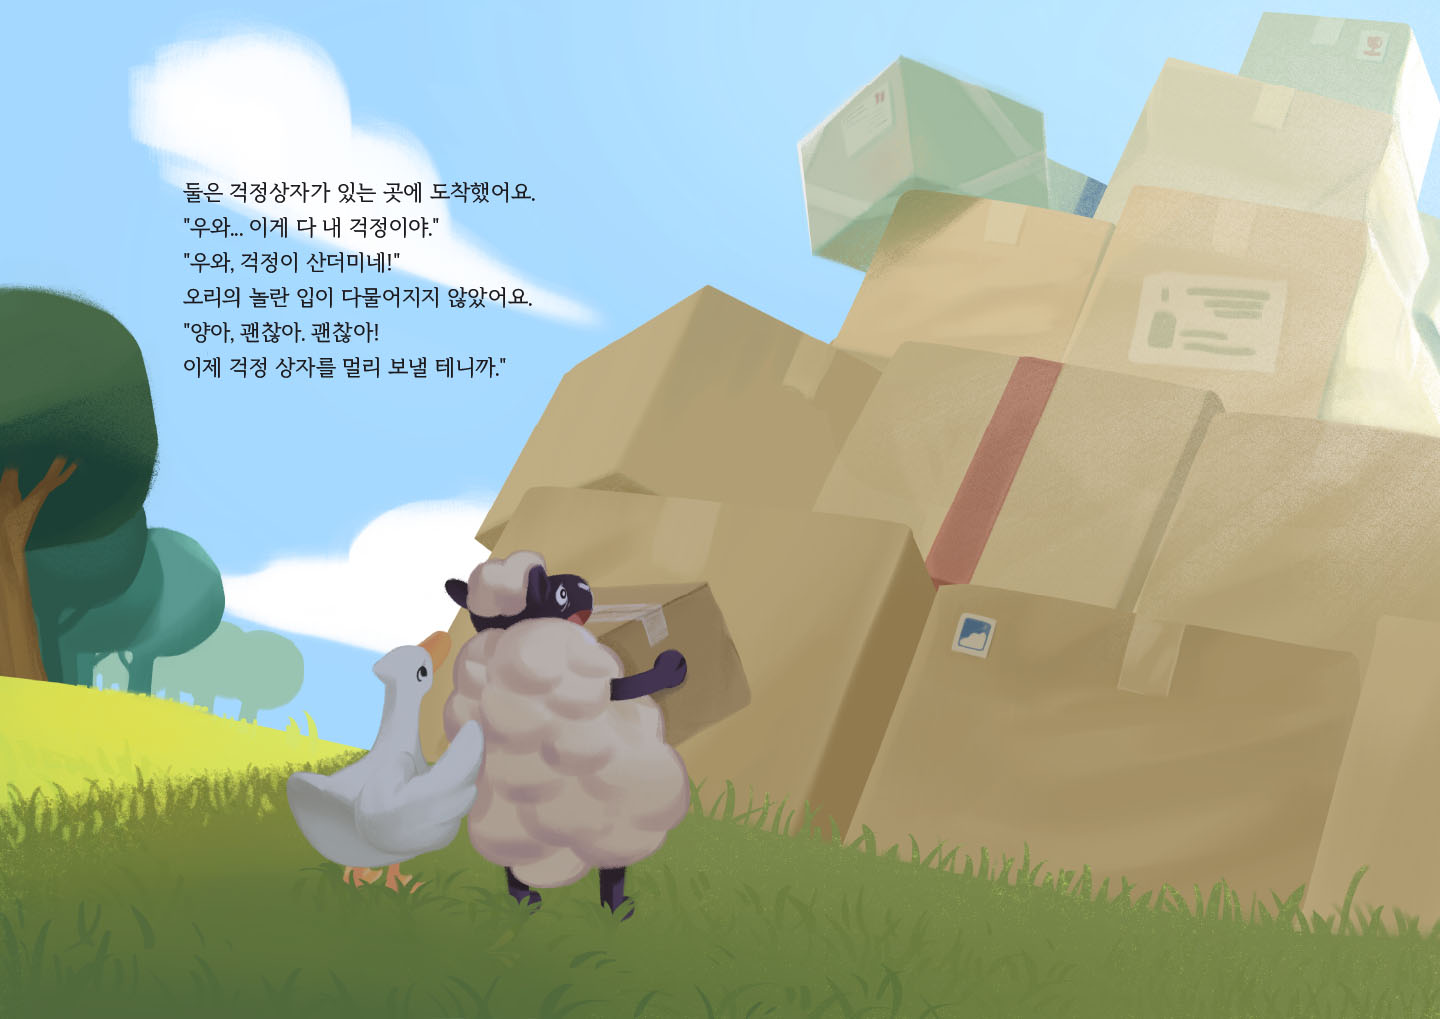 둘은 걱정상자가 있는 곳에 도착했어요.
"우와... 이게 다 내 걱정이야."
"우와, 걱정이 산더미네!"
오리의 놀란 입이 다물어지지 않았어요.
"양아, 괜찮아. 괜찮아!
이제 걱정 상자를 멀리 보낼 테니까."